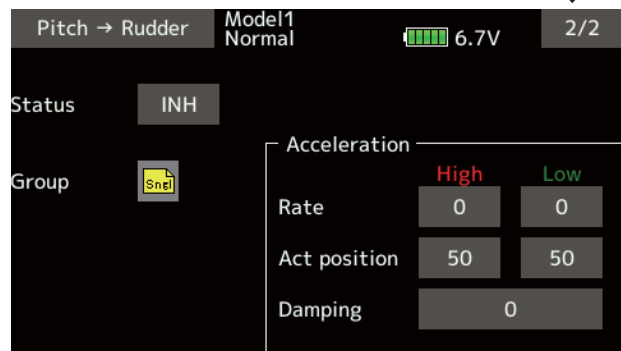 Pitch → Rudder Model1 Normal 6.7V 2/2
Status INH
Acceleration
Group Sngl
High Low
Rate 0 0
Act position 50 50
Damping 0